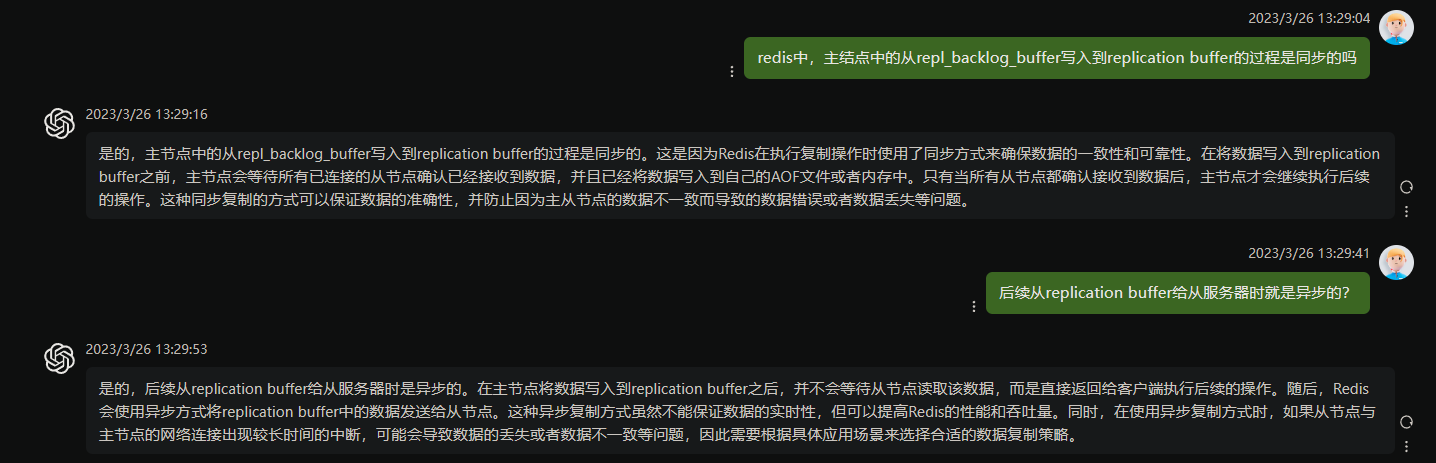 2023/3/26 13:29:04
redis中，主结点中的从repl_backlog_buffer写入到replication buffer的过程是同步的吗
2023/3/26 13:29:16
是的，主节点中的从repl_backlog_buffer写入到replication buffer的过程是同步的。这是因为Redis在执行复制操作时使用了同步方式来确保数据的一致性和可靠性。在将数据写入到replication
buffer之前，主节点会等待所有已连接的从节点确认已经接收到数据，并且已经将数据写入到自己的AOF文件或者内存中。只有当所有从节点都确认接收到数据后，主节点才会继续执行后续
的操作。这种同步复制的方式可以保证数据的准确性，并防止因为主从节点的数据不一致而导致的数据错误或者数据丢失等问题。
2023/3/26 13:29:41
后续从replication buffer给从服务器时就是异步的？
2023/3/26 13:29:53
是的，后续从replication buffer给从服务器时是异步的。在主节点将数据写入到replication buffer之后，并不会等待从节点读取该数据，而是直接返回给客户端执行后续的操作。随后，Redis
会使用异步方式将replication buffer中的数据发送给从节点。这种异步复制方式虽然不能保证数据的实时性，但可以提高Redis的性能和吞吐量。同时，在使用异步复制方式时，如果从节点与
主节点的网络连接出现较长时间的中断，可能会导致数据的丢失或者数据不一致等问题，因此需要根据具体应用场景来选择合适的数据复制策略。